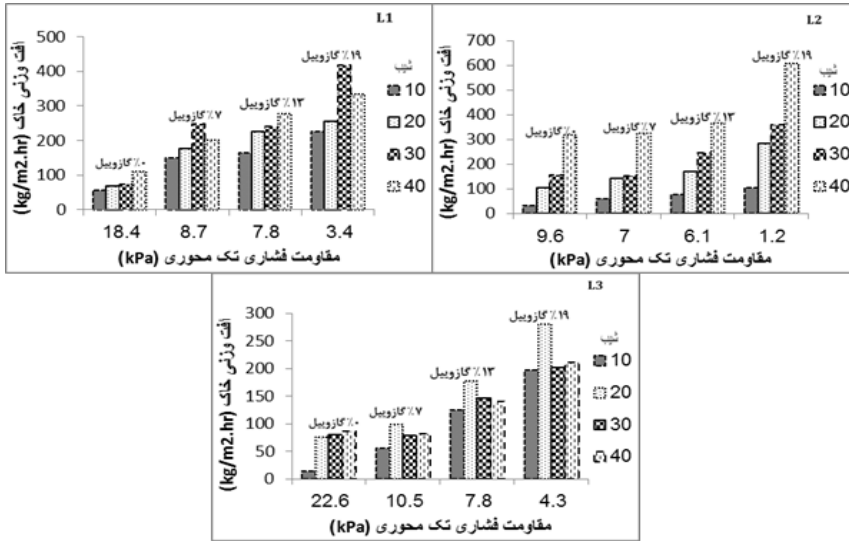 L1
افت وزنی خاک (kg/m2.hr)
500
400
300
200
100
0
۰٪ گازوییل
۷٪ گازوییل
۱۳٪ گازوییل
۱۹٪ گازوییل
شیب
10
20
30
40
18.4 8.7 7.8 3.4
مقاومت فشاری تک محوری (kPa)
L2
افت وزنی خاک (kg/m2.hr)
700
600
500
400
300
200
100
0
۰٪ گازوییل
۷٪ گازوییل
۱۳٪ گازوییل
۱۹٪ گازوییل
شیب
10
20
30
40
9.6 7 6.1 1.2
مقاومت فشاری تک محوری (kPa)
L3
افت وزنی خاک (kg/m2.hr)
300
250
200
150
100
50
0
۰٪ گازوییل
۷٪ گازوییل
۱۳٪ گازوییل
۱۹٪ گازوییل
شیب
10
20
30
40
22.6 10.5 7.8 4.3
مقاومت فشاری تک محوری (kPa)